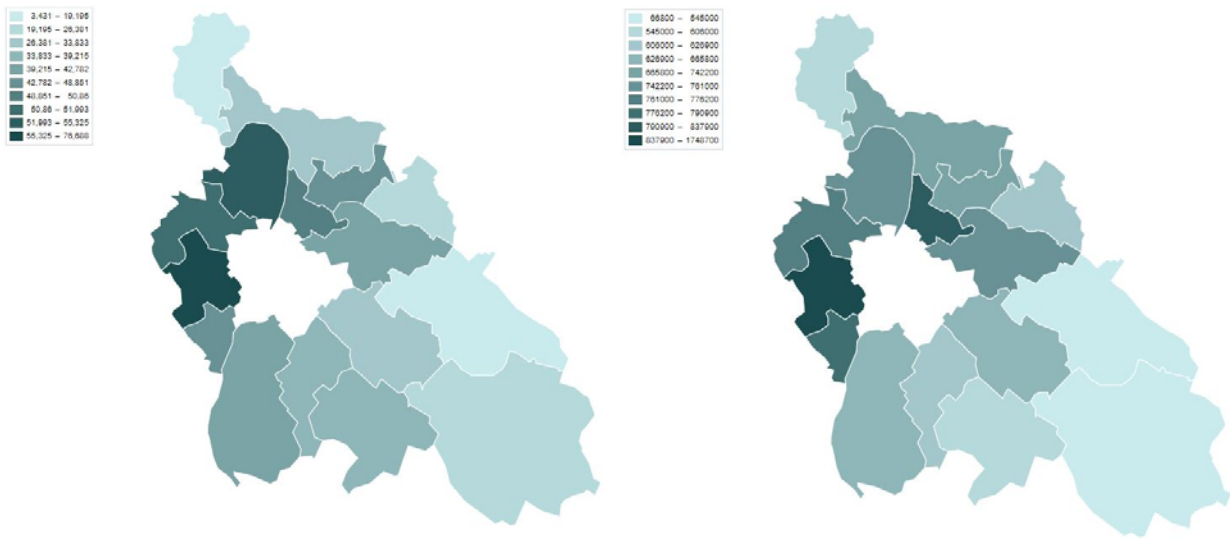 3,431 – 19,195
19,195 – 26,381
26,381 – 33,833
33,833 – 39,215
39,215 – 42,782
42,782 – 48,851
48,851 – 50,86
50,86 – 51,993
51,993 – 55,325
55,325 – 76,688
66800 – 545000
545000 – 606000
606000 – 626900
626900 – 665800
665800 – 742200
742200 – 761000
761000 – 776200
776200 – 790900
790900 – 837900
837900 – 1748700